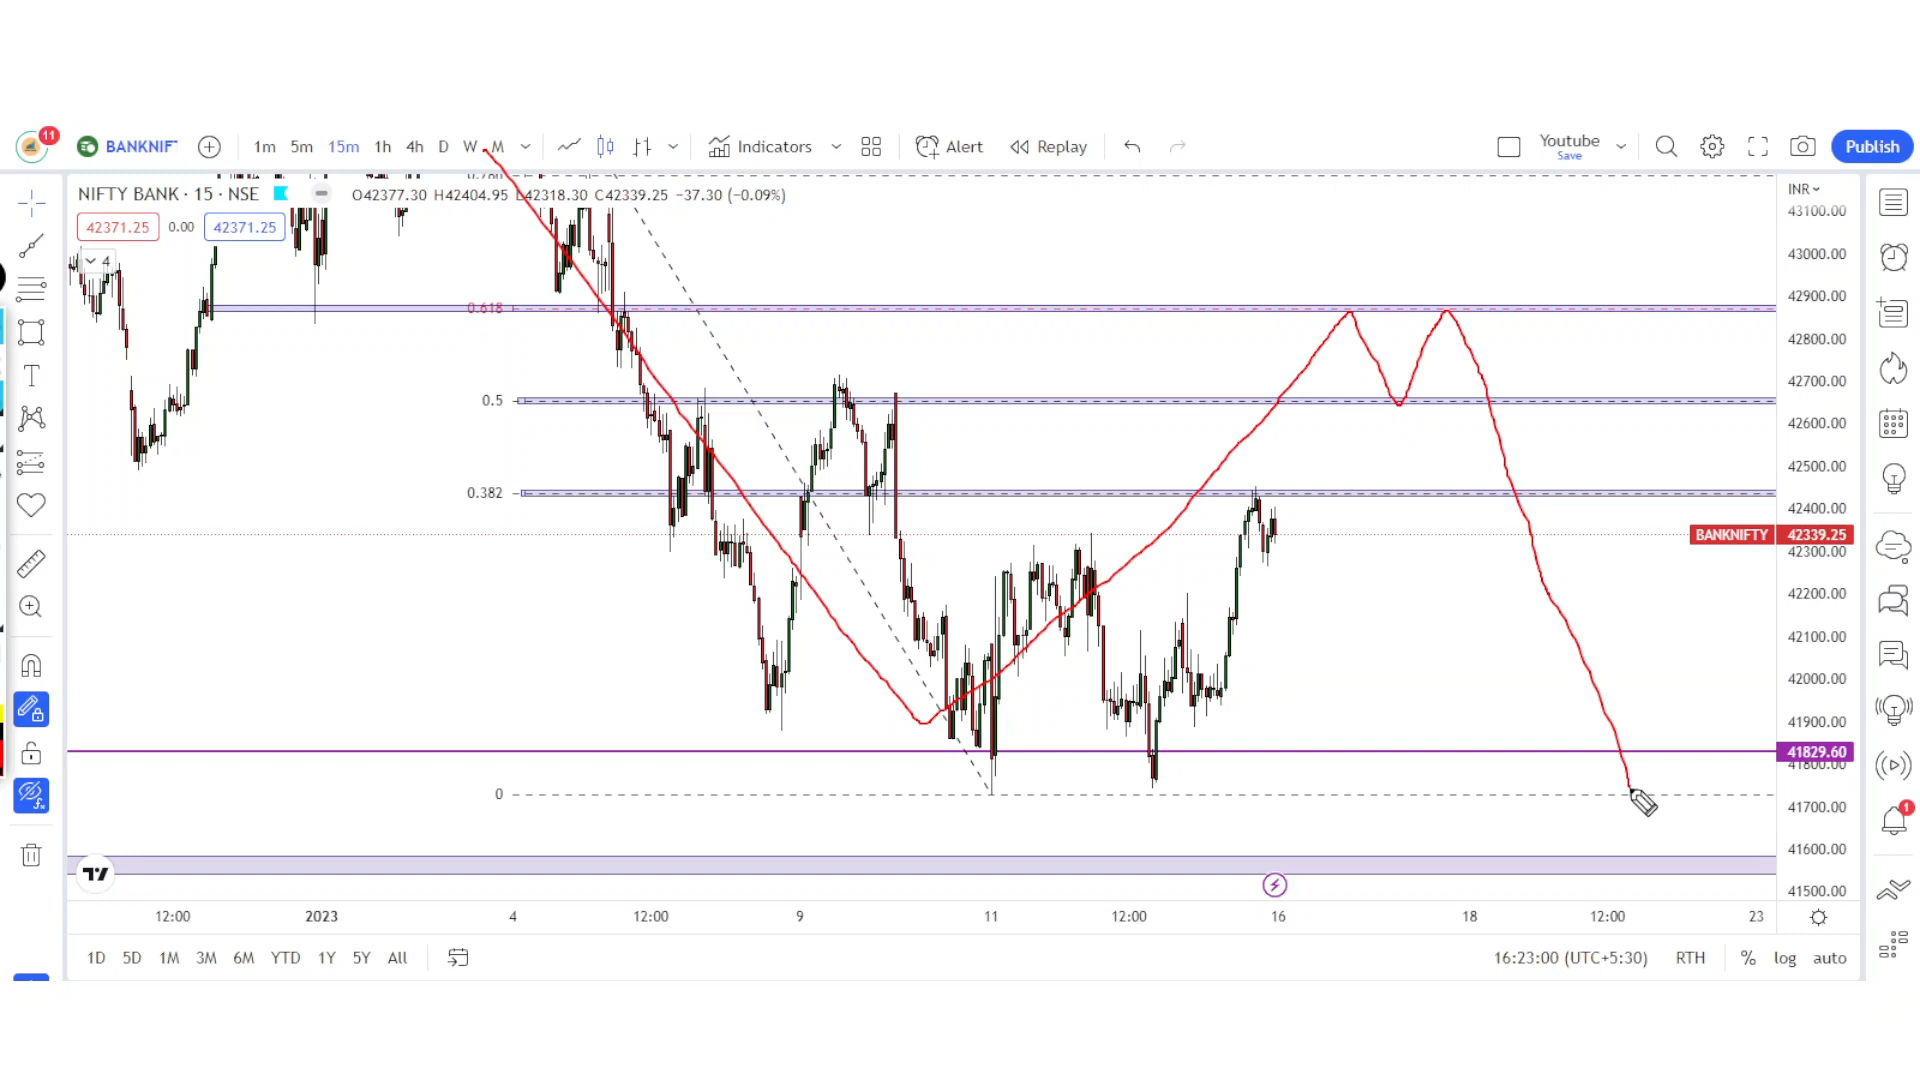 11
BANKNIF
1m 5m 15m 1h 4h D W M
Indicators
Alert
Replay
Youtube
Save
Publish
NIFTY BANK · 15 · NSE
O42377.30 H42404.95 L42318.30 C42339.25 −37.30 (−0.09%)
INR
42371.25 0.00 42371.25
4
43100.00
43000.00
42900.00
0.618
42800.00
42700.00
0.5
42600.00
42500.00
0.382
42400.00
BANKNIFTY 42339.25
42300.00
42200.00
42100.00
42000.00
41900.00
41829.60
41800.00
0
41700.00
41600.00
41500.00
1
12:00 2023 4 12:00 9 11 12:00 16 18 12:00 23
1D 5D 1M 3M 6M YTD 1Y 5Y All
16:23:00 (UTC+5:30) RTH % log auto